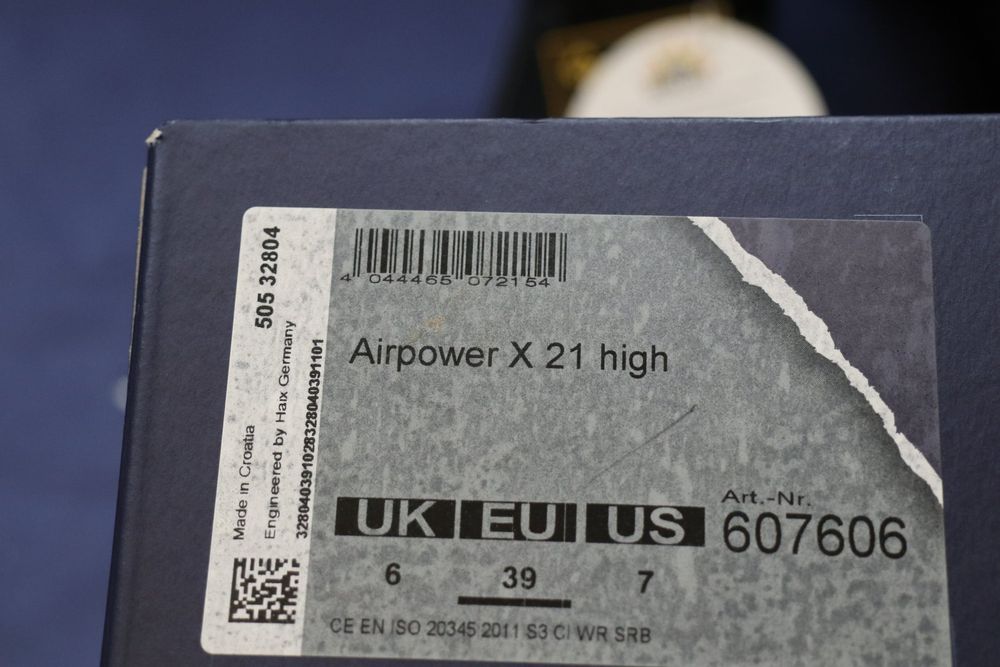 4 044465 072154
Airpower X 21 high
UK EU US
6 39 7
Art.-Nr.
607606
CE EN ISO 20345 2011 S3 CI WR SRB
505 32804
Made in Croatia
Engineered by Haix Germany
328040391028328040391101